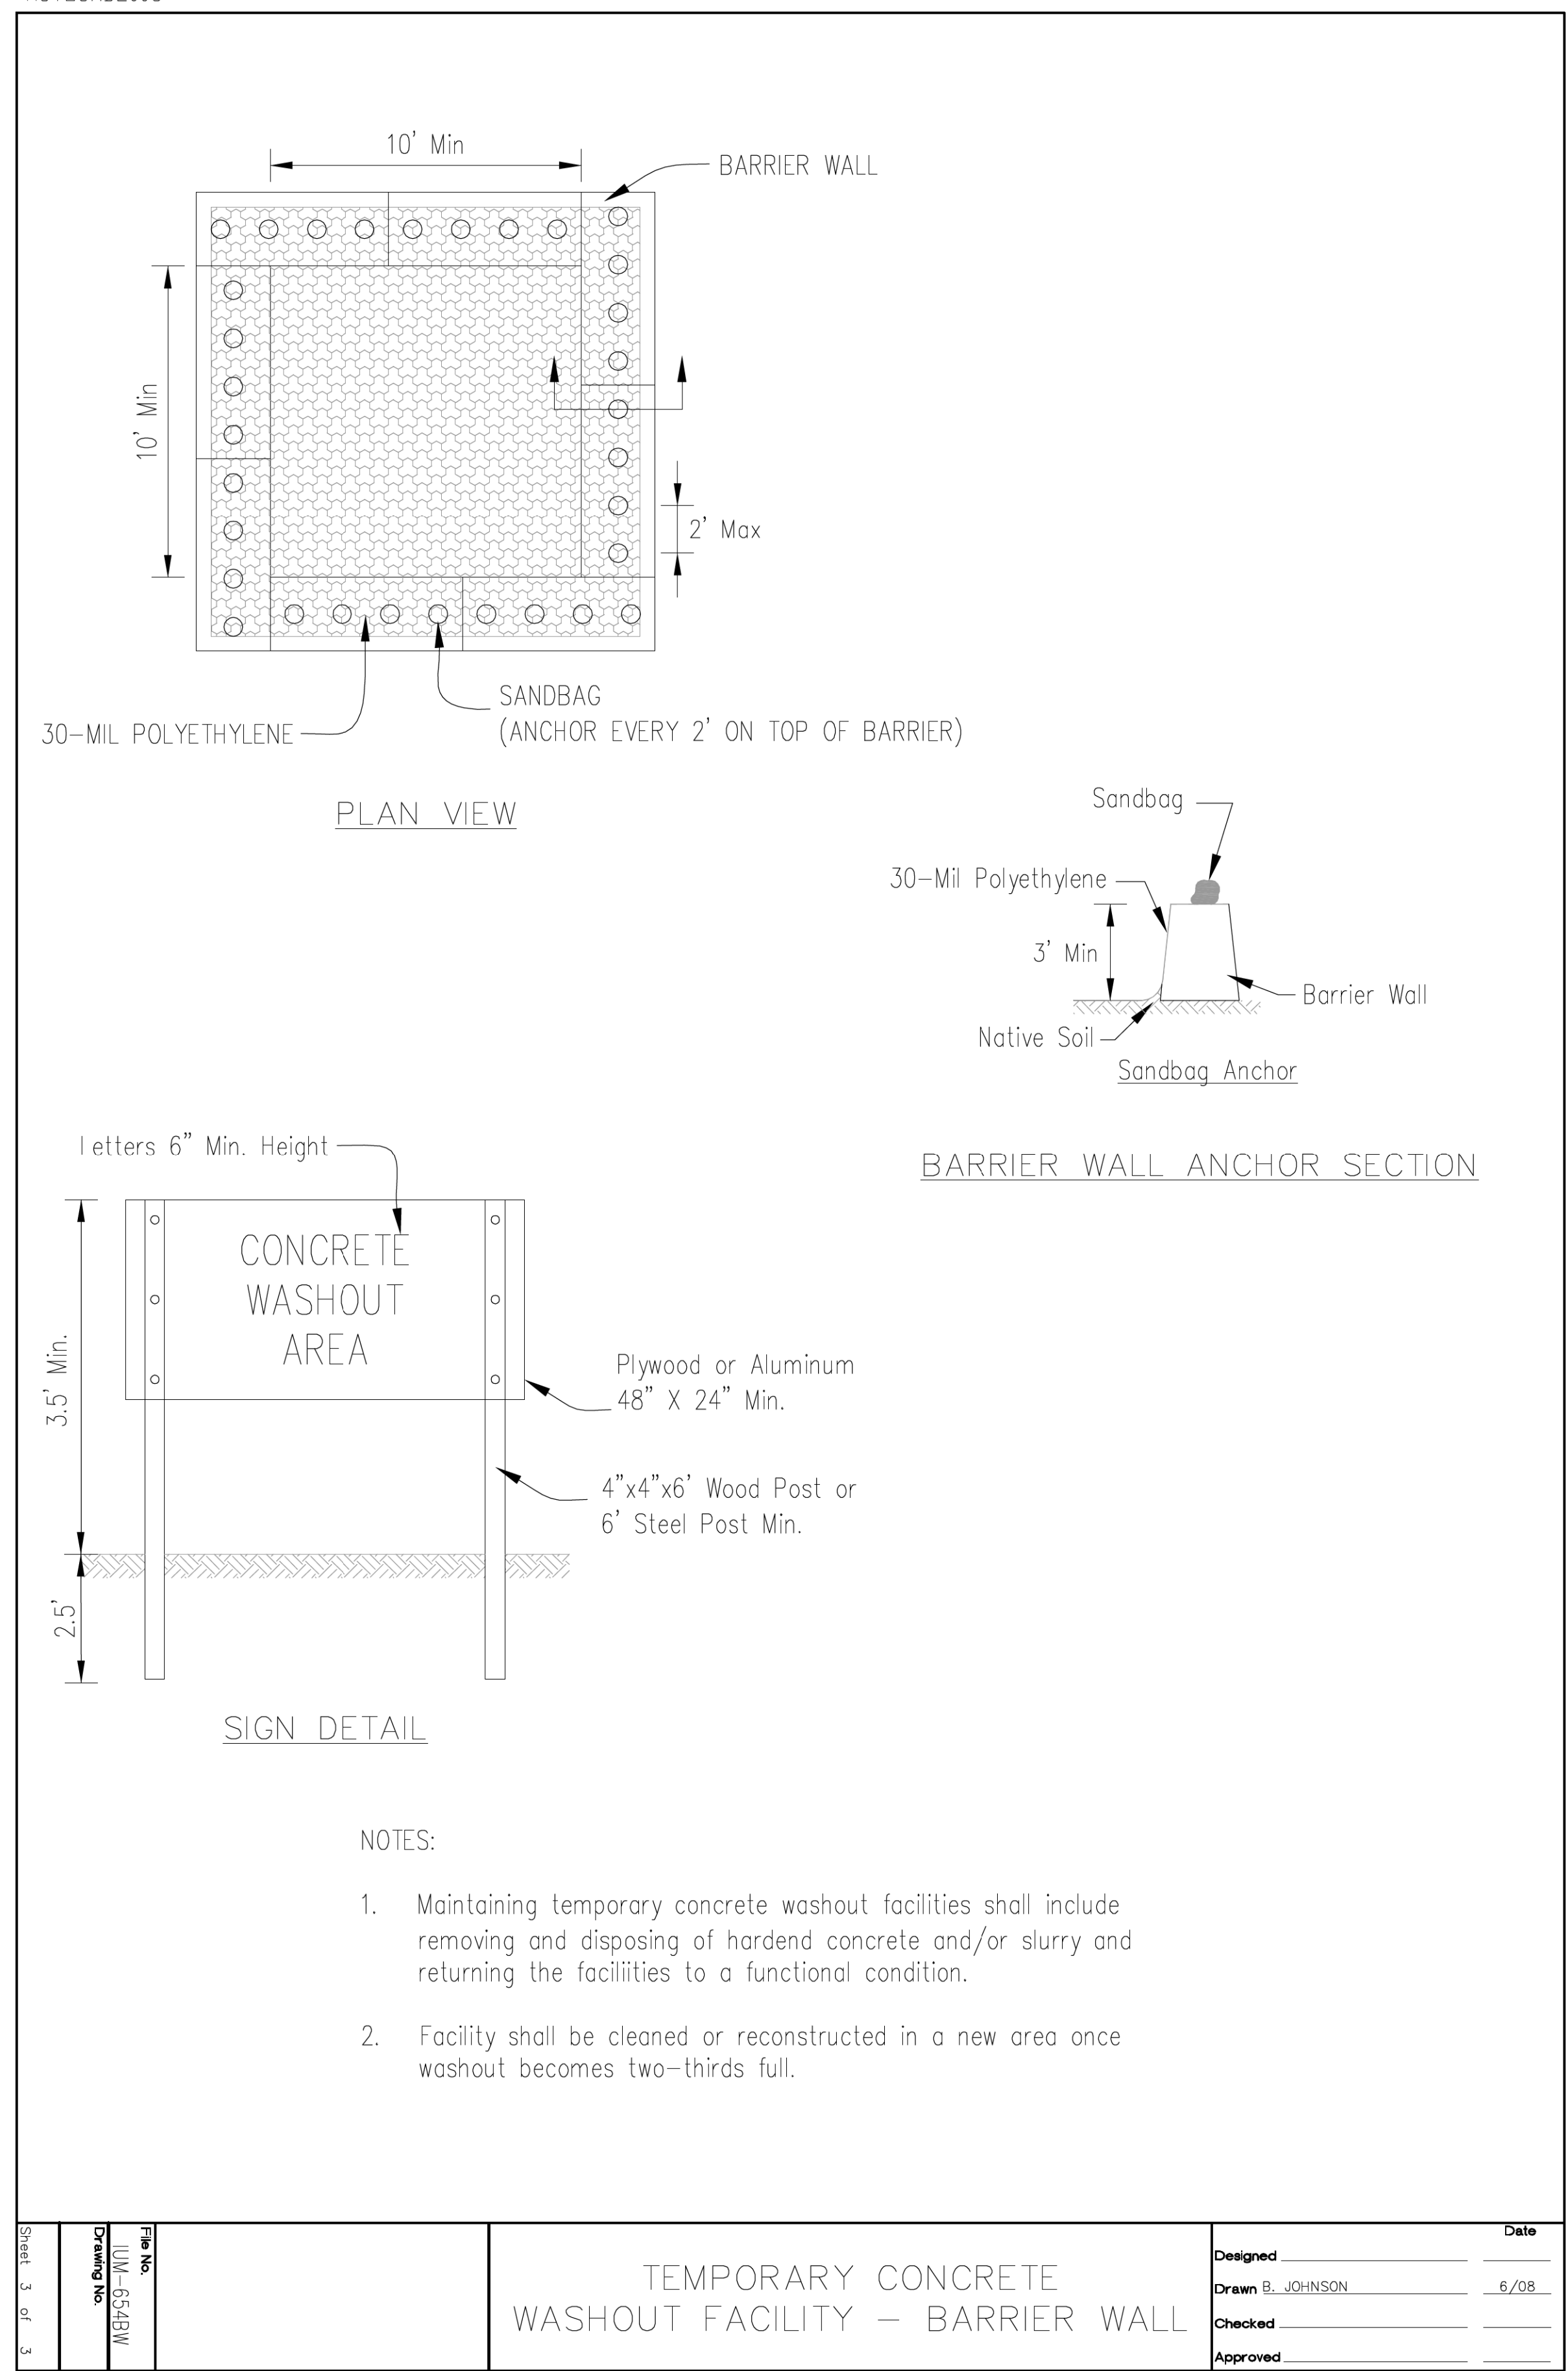 10' Min
BARRIER WALL
10' Min
2' Max
SANDBAG
(ANCHOR EVERY 2' ON TOP OF BARRIER)
30-MIL POLYETHYLENE
PLAN VIEW
Sandbag
30-Mil Polyethylene
3' Min
Barrier Wall
Native Soil
Sandbag Anchor
BARRIER WALL ANCHOR SECTION
Letters 6" Min. Height
CONCRETE
WASHOUT
AREA
3.5' Min.
Plywood or Aluminum
48" X 24" Min.
4"x4"x6' Wood Post or
6' Steel Post Min.
2.5'
SIGN DETAIL
NOTES:
1. Maintaining temporary concrete washout facilities shall include
removing and disposing of hardend concrete and/or slurry and
returning the faciliities to a functional condition.
2. Facility shall be cleaned or reconstructed in a new area once
washout becomes two-thirds full.
Sheet 3 of 3
Drawing No.
IUM-654BW
File No.
TEMPORARY CONCRETE
WASHOUT FACILITY - BARRIER WALL
Date
Designed
Drawn B. JOHNSON 6/08
Checked
Approved